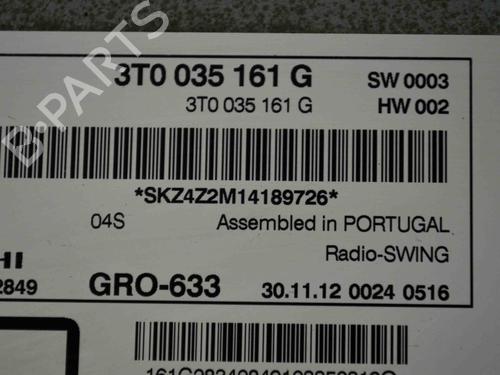 3T0 035 161 G SW 0003
3T0 035 161 G HW 002
*SKZ4Z2M14189726*
04S Assembled in PORTUGAL
Radio-SWING
2849 GRO-633 30.11.12 0024 0516
B-PARTS